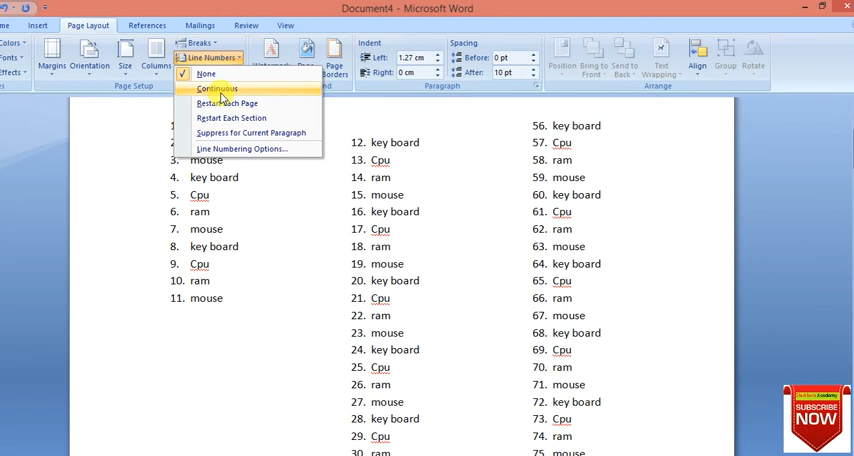 Document4 - Microsoft Word
Insert
Page Layout
References
Mailings
Review
View
Colors
Fonts
Effects
Margins
Orientation
Size
Columns
Breaks
Line Numbers
Page Setup
Page
Borders
Indent
Left: 1.27 cm
Right: 0 cm
Spacing
Before: 0 pt
After: 10 pt
Paragraph
Position
Bring to
Front
Send to
Back
Text
Wrapping
Align
Group
Rotate
Arrange
None
Continuous
Restart Each Page
Restart Each Section
Suppress for Current Paragraph
Line Numbering Options...
mouse
4. key board
5. Cpu
6. ram
7. mouse
8. key board
9. Cpu
10. ram
11. mouse
12. key board
13. Cpu
14. ram
15. mouse
16. key board
17. Cpu
18. ram
19. mouse
20. key board
21. Cpu
22. ram
23. mouse
24. key board
25. Cpu
26. ram
27. mouse
28. key board
29. Cpu
30. ram
56. key board
57. Cpu
58. ram
59. mouse
60. key board
61. Cpu
62. ram
63. mouse
64. key board
65. Cpu
66. ram
67. mouse
68. key board
69. Cpu
70. ram
71. mouse
72. key board
73. Cpu
74. ram
75. mouse
SUBSCRIBE
NOW